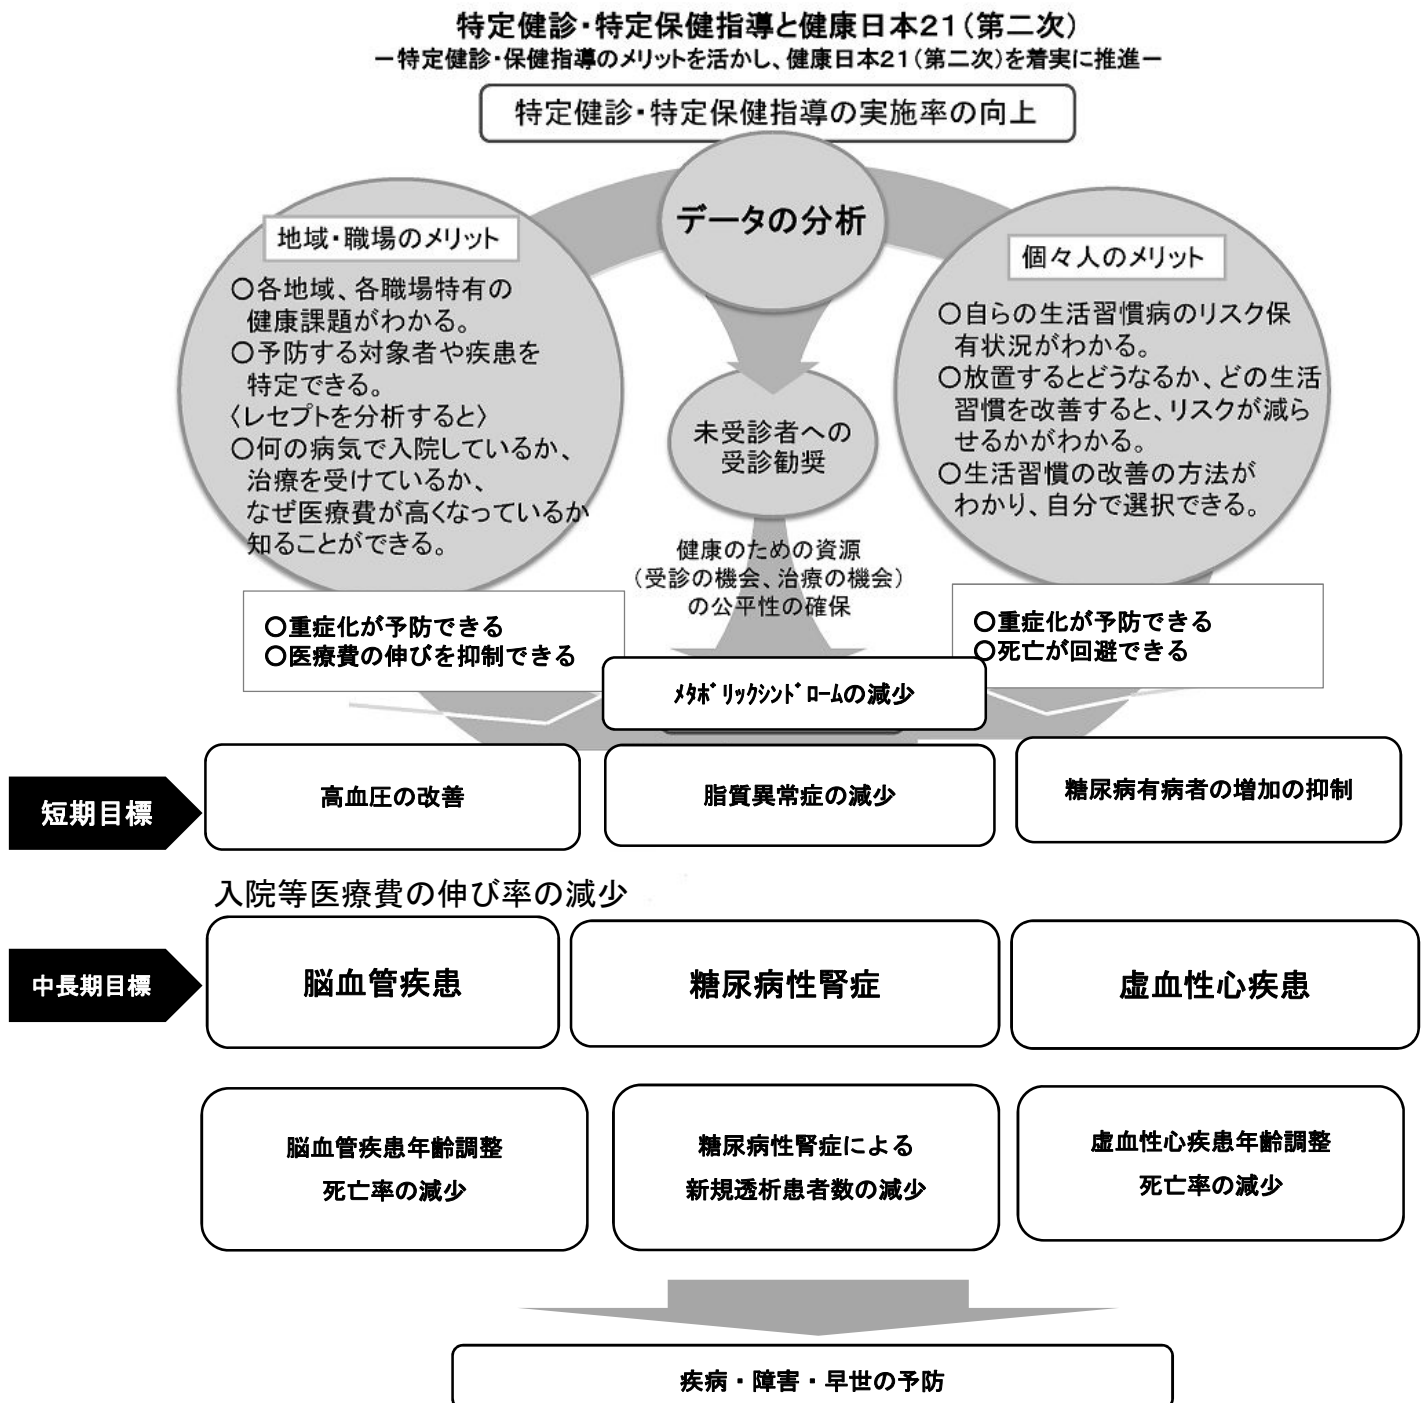 特定健診・特定保健指導と健康日本21(第二次)
ー特定健診・保健指導のメリットを活かし、健康日本21(第二次)を着実に推進ー
特定健診・特定保健指導の実施率の向上
データの分析
地域・職場のメリット
○各地域、各職場特有の
健康課題がわかる。
○予防する対象者や疾患を
特定できる。
〈レセプトを分析すると〉
○何の病気で入院しているか、
治療を受けているか、
なぜ医療費が高くなっているか
知ることができる。
個々人のメリット
○自らの生活習慣病のリスク保
有状況がわかる。
○放置するとどうなるか、どの生活
習慣を改善すると、リスクが減ら
せるかがわかる。
○生活習慣の改善の方法が
わかり、自分で選択できる。
未受診者への
受診勧奨
健康のための資源
(受診の機会、治療の機会)
の公平性の確保
○重症化が予防できる
○医療費の伸びを抑制できる
○重症化が予防できる
○死亡が回避できる
ﾒﾀﾎﾞﾘｯｸｼﾝﾄﾞﾛｰﾑの減少
短期目標
高血圧の改善
脂質異常症の減少
糖尿病有病者の増加の抑制
入院等医療費の伸び率の減少
中長期目標
脳血管疾患
糖尿病性腎症
虚血性心疾患
脳血管疾患年齢調整
死亡率の減少
糖尿病性腎症による
新規透析患者数の減少
虚血性心疾患年齢調整
死亡率の減少
疾病・障害・早世の予防